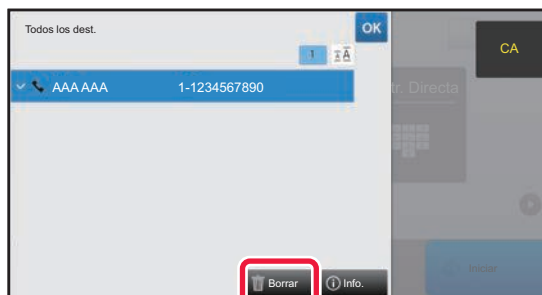 Todos los dest.
OK
CA
1
AAA AAA 1-1234567890
tr. Directa
Borrar
Info.
Iniciar